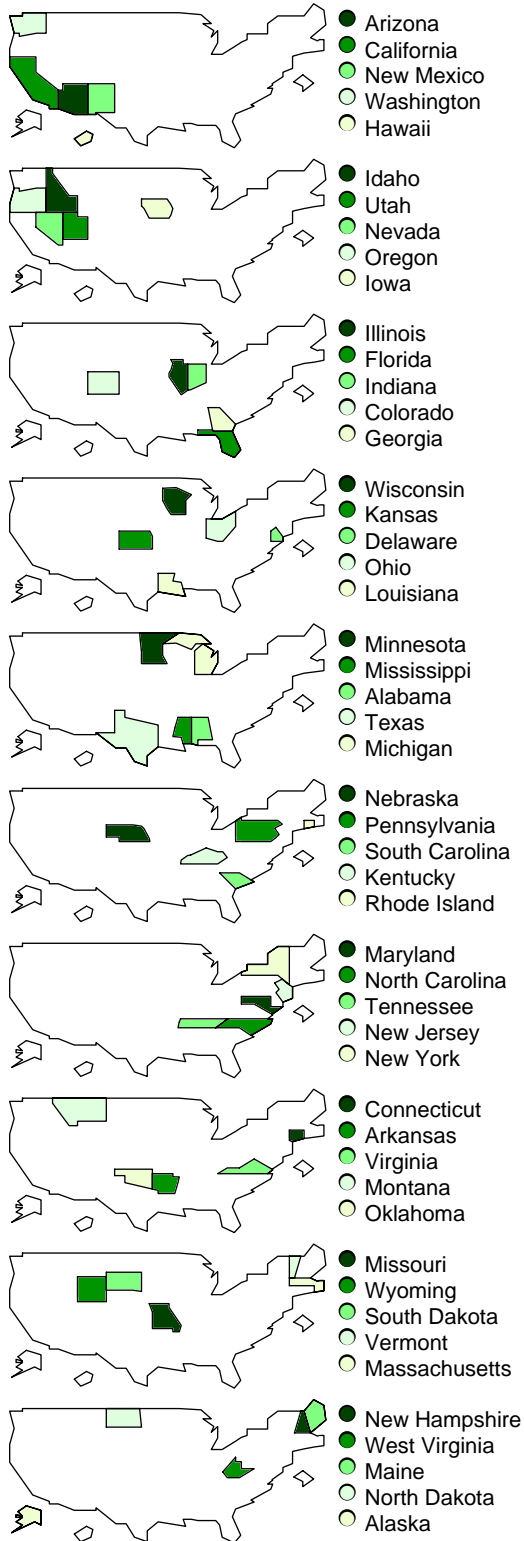 Arizona
California
New Mexico
Washington
Hawaii
Idaho
Utah
Nevada
Oregon
Iowa
Illinois
Florida
Indiana
Colorado
Georgia
Wisconsin
Kansas
Delaware
Ohio
Louisiana
Minnesota
Mississippi
Alabama
Texas
Michigan
Nebraska
Pennsylvania
South Carolina
Kentucky
Rhode Island
Maryland
North Carolina
Tennessee
New Jersey
New York
Connecticut
Arkansas
Virginia
Montana
Oklahoma
Missouri
Wyoming
South Dakota
Vermont
Massachusetts
New Hampshire
West Virginia
Maine
North Dakota
Alaska